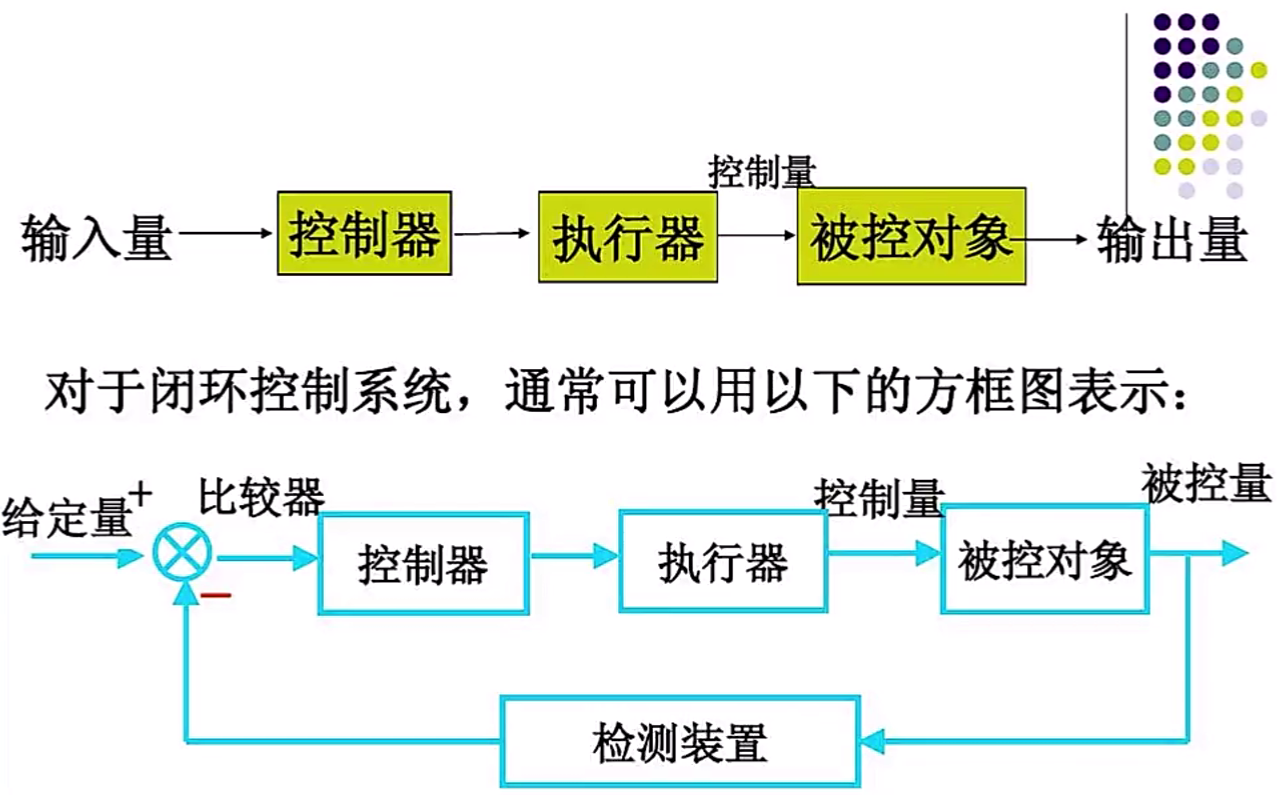 控制量
输入量 控制器 执行器 被控对象 输出量
对于闭环控制系统，通常可以用以下的方框图表示：
给定量 + 比较器 控制量 被控量
控制器 执行器 被控对象
−
检测装置